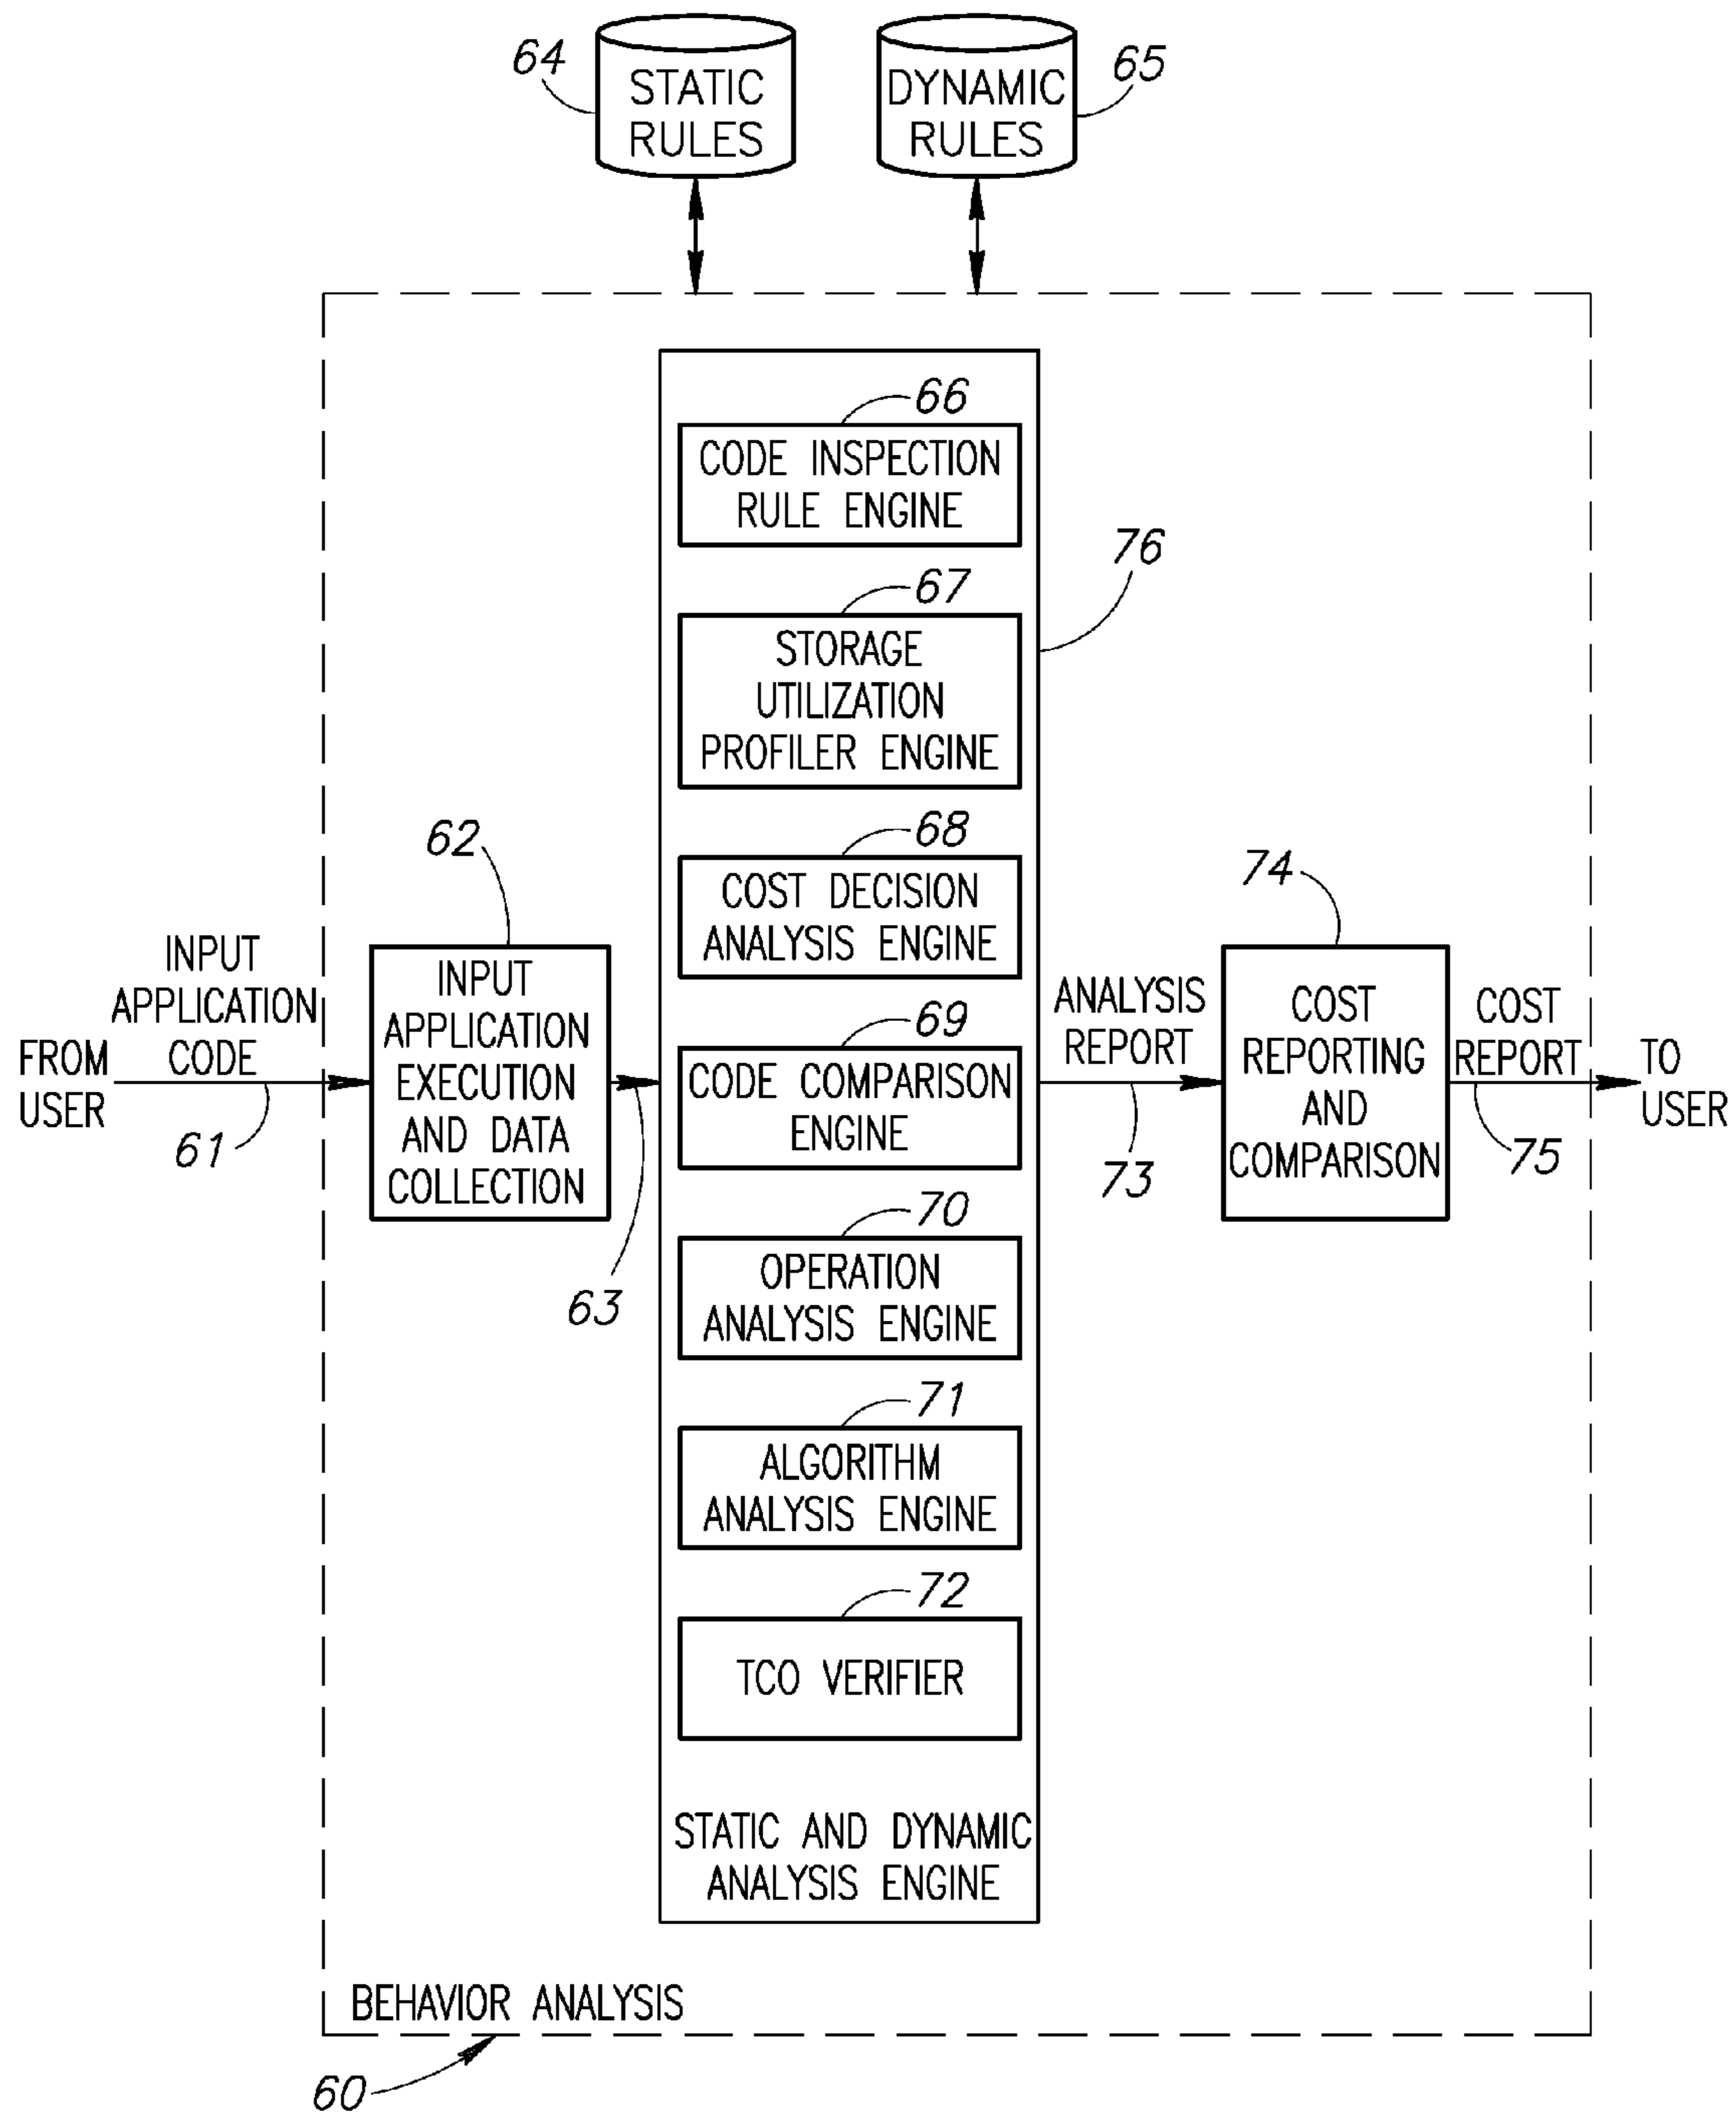 64
STATIC
RULES
DYNAMIC
RULES
65
66
CODE INSPECTION
RULE ENGINE
76
67
STORAGE
UTILIZATION
PROFILER ENGINE
68
COST DECISION
ANALYSIS ENGINE
69
CODE COMPARISON
ENGINE
70
OPERATION
ANALYSIS ENGINE
71
ALGORITHM
ANALYSIS ENGINE
72
TCO VERIFIER
STATIC AND DYNAMIC
ANALYSIS ENGINE
FROM
USER
INPUT
APPLICATION
CODE
61
62
INPUT
APPLICATION
EXECUTION
AND DATA
COLLECTION
63
ANALYSIS
REPORT
73
74
COST
REPORTING
AND
COMPARISON
COST
REPORT
75
TO
USER
BEHAVIOR ANALYSIS
60